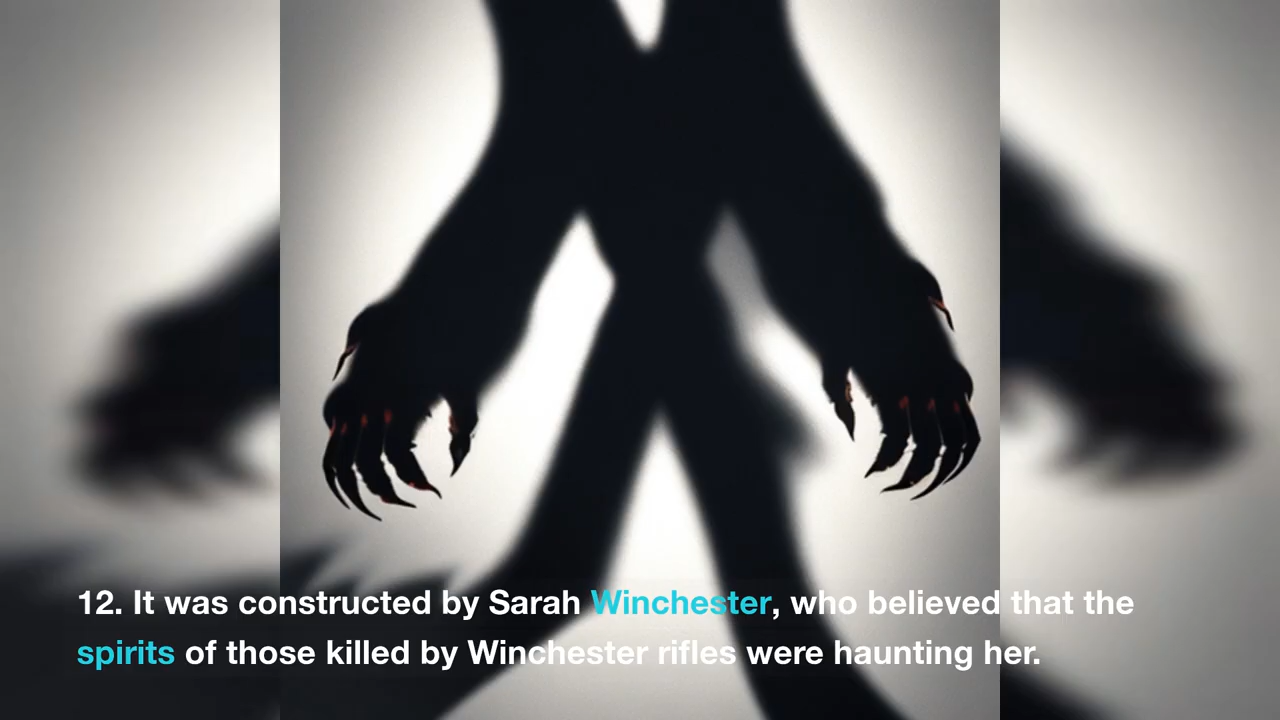 12. It was constructed by Sarah Winchester, who believed that the
spirits of those killed by Winchester rifles were haunting her.